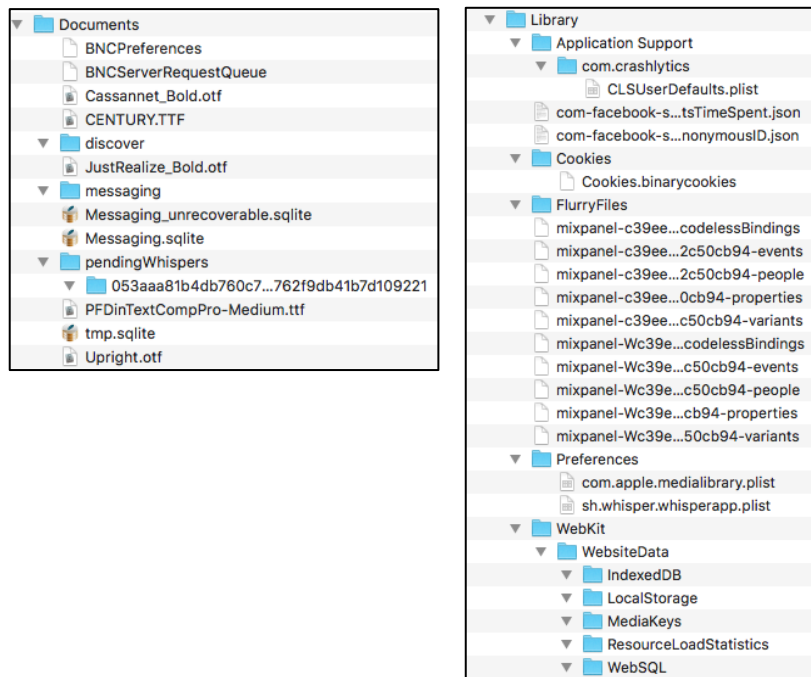 Documents
BNCPreferences
BNCServerRequestQueue
Cassannet_Bold.otf
CENTURY.TTF
discover
JustRealize_Bold.otf
messaging
Messaging_unrecoverable.sqlite
Messaging.sqlite
pendingWhispers
053aaa81b4db760c7...762f9db41b7d109221
PFDinTextCompPro-Medium.ttf
tmp.sqlite
Upright.otf
Library
Application Support
com.crashlytics
CLSUserDefaults.plist
com-facebook-s...tsTimeSpent.json
com-facebook-s...nonymousID.json
Cookies
Cookies.binarycookies
FlurryFiles
mixpanel-c39ee...codelessBindings
mixpanel-c39ee...2c50cb94-events
mixpanel-c39ee...2c50cb94-people
mixpanel-c39ee...0cb94-properties
mixpanel-c39ee...c50cb94-variants
mixpanel-Wc39e...codelessBindings
mixpanel-Wc39e...c50cb94-events
mixpanel-Wc39e...c50cb94-people
mixpanel-Wc39e...cb94-properties
mixpanel-Wc39e...50cb94-variants
Preferences
com.apple.medialibrary.plist
sh.whisper.whisperapp.plist
WebKit
WebsiteData
IndexedDB
LocalStorage
MediaKeys
ResourceLoadStatistics
WebSQL